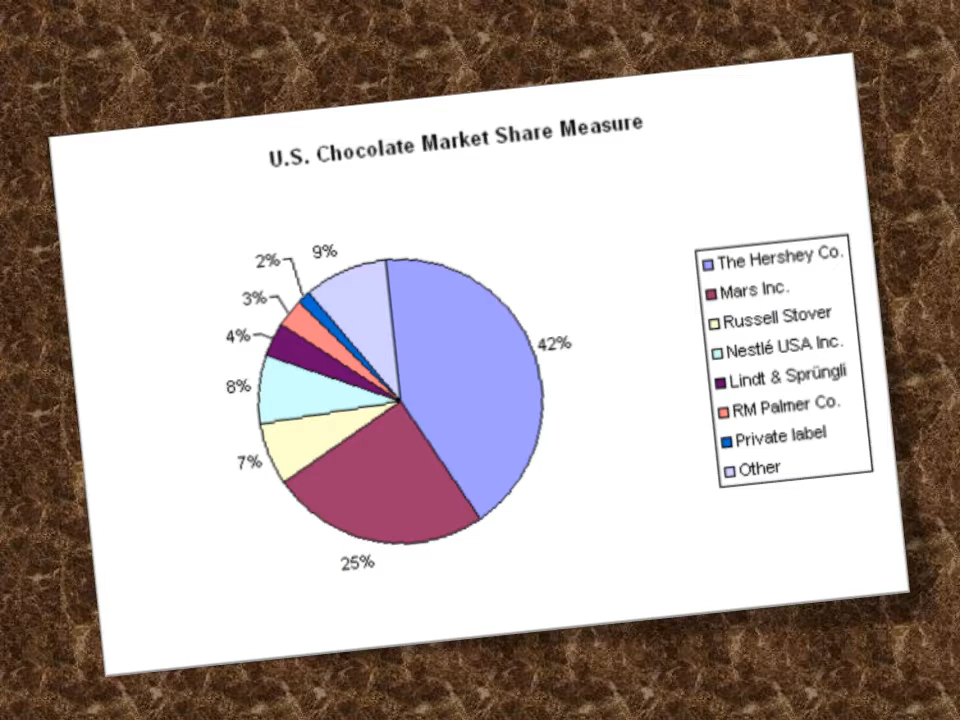 U.S. Chocolate Market Share Measure
9%
2%
3%
4%
8%
7%
25%
42%
The Hershey Co.
Mars Inc.
Russell Stover
Nestlé USA Inc.
Lindt & Sprüngli
RM Palmer Co.
Private label
Other